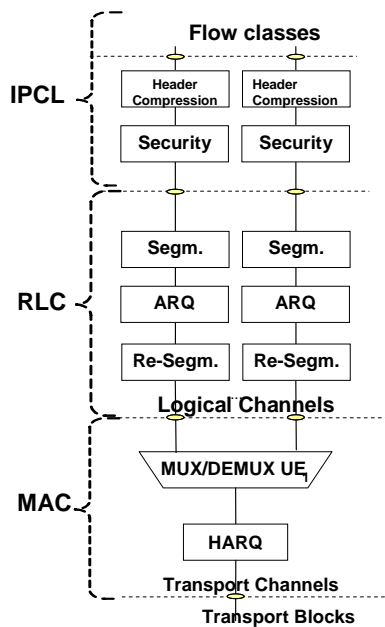 Flow classes
IPCL
Header
Compression
Header
Compression
Security
Security
RLC
Segm.
Segm.
ARQ
ARQ
Re-Segm.
Re-Segm.
Logical Channels
MAC
MUX/DEMUX UE₁
HARQ
Transport Channels
Transport Blocks